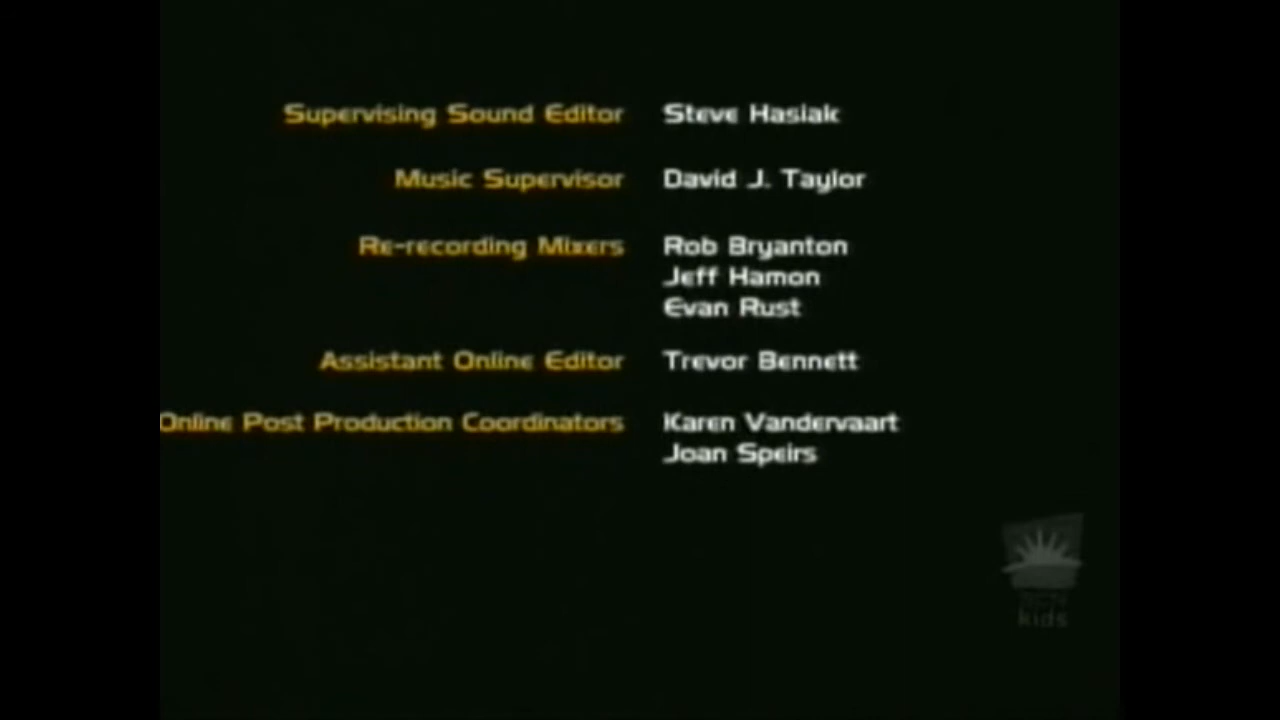 Supervising Sound Editor Steve Hasiak
Music Supervisor David J. Taylor
Re-recording Mixers Rob Bryanton
Jeff Hamon
Evan Rust
Assistant Online Editor Trevor Bennett
Online Post Production Coordinators Karen Vandervaart
Joan Speirs
kids